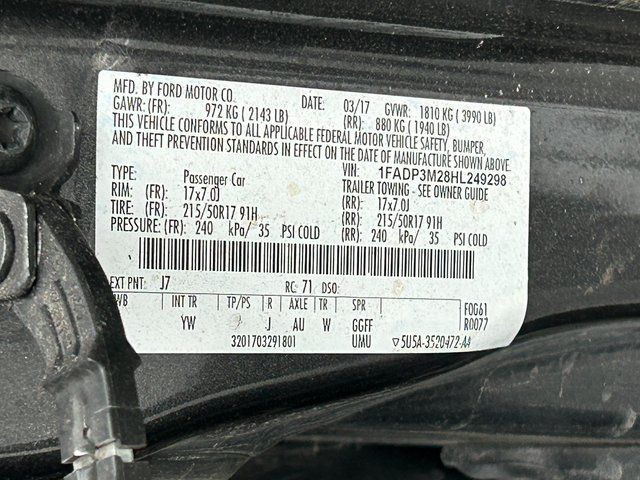 MFD. BY FORD MOTOR CO.
DATE: 03/17 GVWR: 1810 KG ( 3990 LB)
GAWR: (FR): 972 KG ( 2143 LB) (RR): 880 KG ( 1940 LB)
THIS VEHICLE CONFORMS TO ALL APPLICABLE FEDERAL MOTOR VEHICLE SAFETY, BUMPER,
AND THEFT PREVENTION STANDARDS IN EFFECT ON THE DATE OF MANUFACTURE SHOWN ABOVE.
VIN: 1FADP3M28HL249298
TYPE: Passenger Car TRAILER TOWING - SEE OWNER GUIDE
RIM: (FR): 17x7.0J (RR): 17x7.0J
TIRE: (FR): 215/50R17 91H (RR): 215/50R17 91H
PRESSURE: (FR): 240 kPa/ 35 PSI COLD (RR): 240 kPa/ 35 PSI COLD
EXT PNT: J7 RC: 71 DSO:
WB INT TR TP/PS R AXLE TR SPR F0G61
YW J AU W GGFF R0077
3201703291801 UMU ▽5U5A-3520472-AA